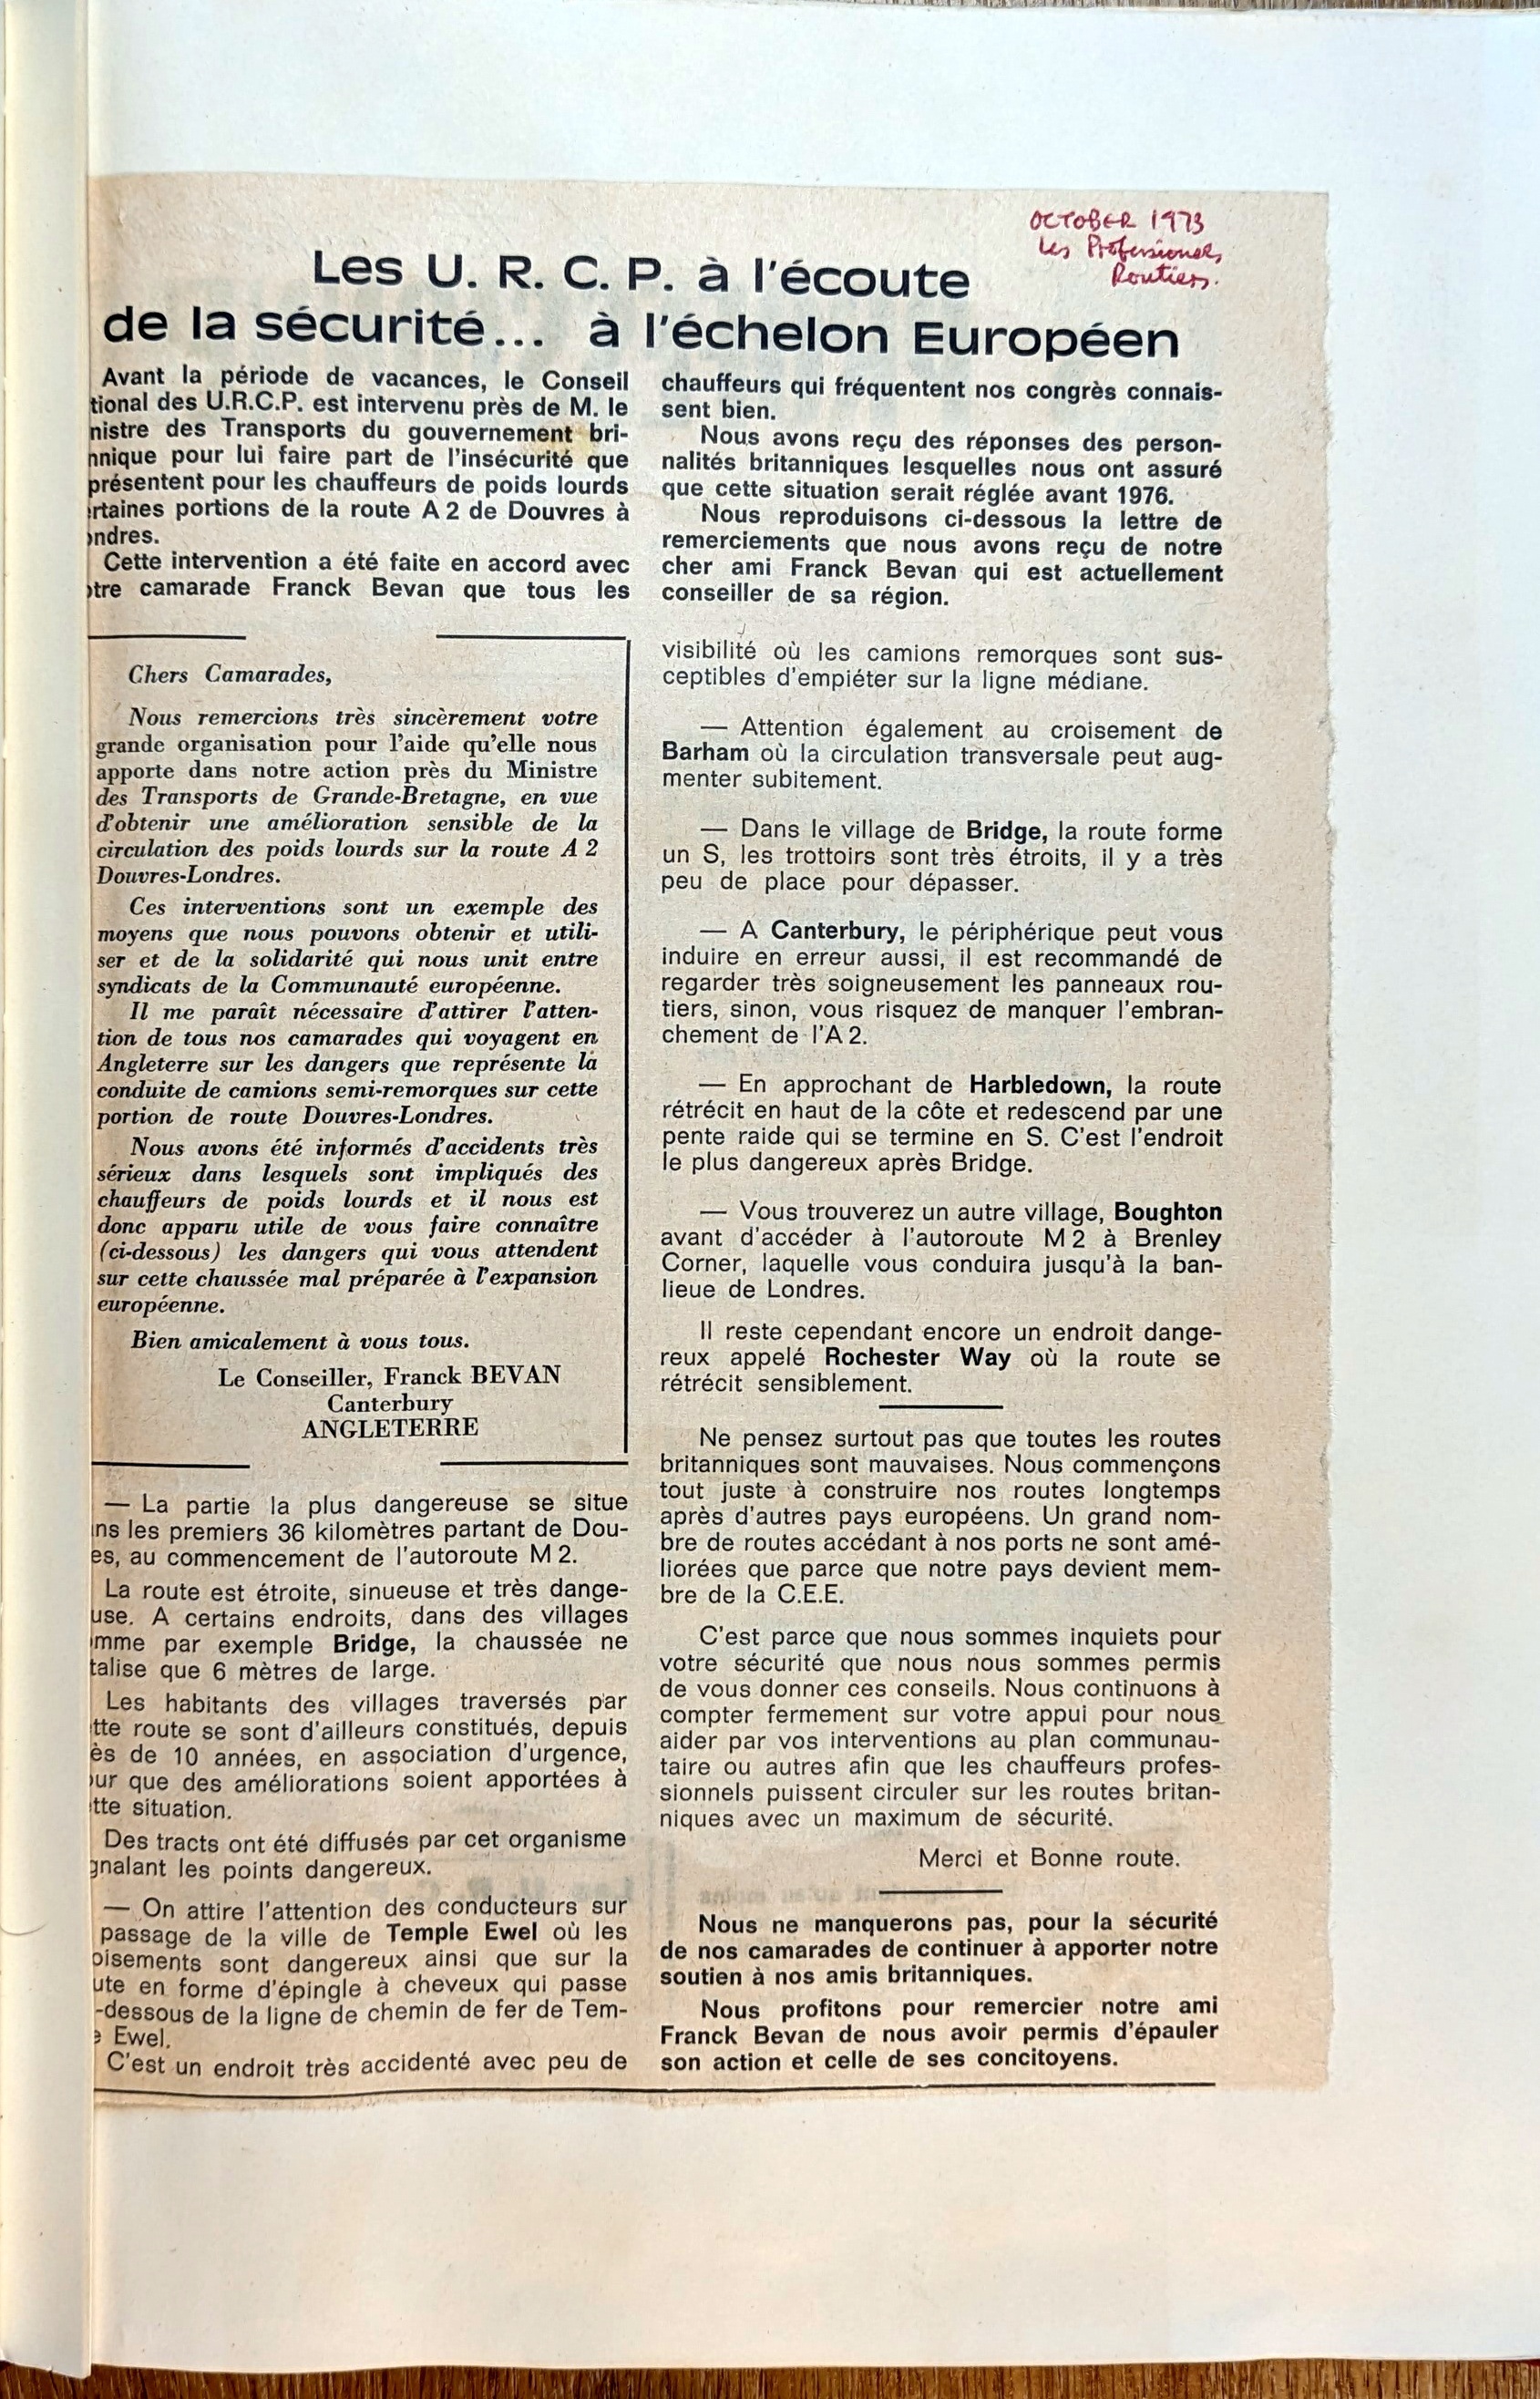 OCTOBER 1973
Les Professionels
Routiers.
Les U. R. C. P. à l'écoute
de la sécurité... à l'échelon Européen
Avant la période de vacances, le Conseil
tional des U.R.C.P. est intervenu près de M. le
nistre des Transports du gouvernement bri-
nnique pour lui faire part de l'insécurité que
présentent pour les chauffeurs de poids lourds
rtaines portions de la route A 2 de Douvres à
ondres.
Cette intervention a été faite en accord avec
otre camarade Franck Bevan que tous les
chauffeurs qui fréquentent nos congrès connais-
sent bien.
Nous avons reçu des réponses des person-
nalités britanniques lesquelles nous ont assuré
que cette situation serait réglée avant 1976.
Nous reproduisons ci-dessous la lettre de
remerciements que nous avons reçu de notre
cher ami Franck Bevan qui est actuellement
conseiller de sa région.
Chers Camarades,
Nous remercions très sincèrement votre
grande organisation pour l'aide qu'elle nous
apporte dans notre action près du Ministre
des Transports de Grande-Bretagne, en vue
d'obtenir une amélioration sensible de la
circulation des poids lourds sur la route A 2
Douvres-Londres.
Ces interventions sont un exemple des
moyens que nous pouvons obtenir et utili-
ser et de la solidarité qui nous unit entre
syndicats de la Communauté européenne.
Il me paraît nécessaire d'attirer l'atten-
tion de tous nos camarades qui voyagent en
Angleterre sur les dangers que représente la
conduite de camions semi-remorques sur cette
portion de route Douvres-Londres.
Nous avons été informés d'accidents très
sérieux dans lesquels sont impliqués des
chauffeurs de poids lourds et il nous est
donc apparu utile de vous faire connaître
(ci-dessous) les dangers qui vous attendent
sur cette chaussée mal préparée à l'expansion
européenne.
Bien amicalement à vous tous.
Le Conseiller, Franck BEVAN
Canterbury
ANGLETERRE
— La partie la plus dangereuse se situe
ns les premiers 36 kilomètres partant de Dou-
es, au commencement de l'autoroute M 2.
La route est étroite, sinueuse et très dange-
use. A certains endroits, dans des villages
mme par exemple Bridge, la chaussée ne
talise que 6 mètres de large.
Les habitants des villages traversés par
tte route se sont d'ailleurs constitués, depuis
ès de 10 années, en association d'urgence,
ur que des améliorations soient apportées à
tte situation.
Des tracts ont été diffusés par cet organisme
gnalant les points dangereux.
— On attire l'attention des conducteurs sur
passage de la ville de Temple Ewel où les
oisements sont dangereux ainsi que sur la
ute en forme d'épingle à cheveux qui passe
-dessous de la ligne de chemin de fer de Tem-
e Ewel.
C'est un endroit très accidenté avec peu de
visibilité où les camions remorques sont sus-
ceptibles d'empiéter sur la ligne médiane.
— Attention également au croisement de
Barham où la circulation transversale peut aug-
menter subitement.
— Dans le village de Bridge, la route forme
un S, les trottoirs sont très étroits, il y a très
peu de place pour dépasser.
— A Canterbury, le périphérique peut vous
induire en erreur aussi, il est recommandé de
regarder très soigneusement les panneaux rou-
tiers, sinon, vous risquez de manquer l'embran-
chement de l'A 2.
— En approchant de Harbledown, la route
rétrécit en haut de la côte et redescend par une
pente raide qui se termine en S. C'est l'endroit
le plus dangereux après Bridge.
— Vous trouverez un autre village, Boughton
avant d'accéder à l'autoroute M 2 à Brenley
Corner, laquelle vous conduira jusqu'à la ban-
lieue de Londres.
Il reste cependant encore un endroit dange-
reux appelé Rochester Way où la route se
rétrécit sensiblement.
Ne pensez surtout pas que toutes les routes
britanniques sont mauvaises. Nous commençons
tout juste à construire nos routes longtemps
après d'autres pays européens. Un grand nom-
bre de routes accédant à nos ports ne sont amé-
liorées que parce que notre pays devient mem-
bre de la C.E.E.
C'est parce que nous sommes inquiets pour
votre sécurité que nous nous sommes permis
de vous donner ces conseils. Nous continuons à
compter fermement sur votre appui pour nous
aider par vos interventions au plan communau-
taire ou autres afin que les chauffeurs profes-
sionnels puissent circuler sur les routes britan-
niques avec un maximum de sécurité.
Merci et Bonne route.
Nous ne manquerons pas, pour la sécurité
de nos camarades de continuer à apporter notre
soutien à nos amis britanniques.
Nous profitons pour remercier notre ami
Franck Bevan de nous avoir permis d'épauler
son action et celle de ses concitoyens.